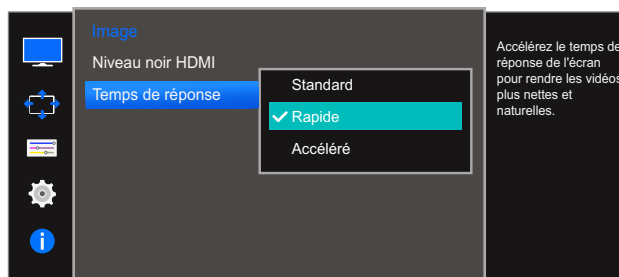 Image
Niveau noir HDMI
Temps de réponse
Standard
Rapide
Accéléré
Accélérez le temps de
réponse de l'écran
pour rendre les vidéos
plus nettes et
naturelles.